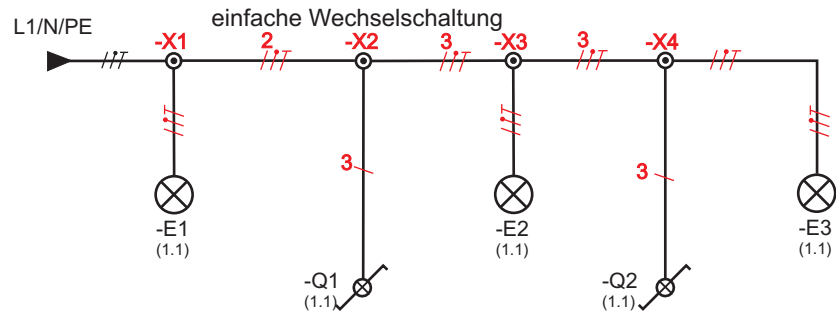 einfache Wechselschaltung
L1/N/PE
-X1
2
-X2
3
-X3
3
-X4
3
3
-E1
(1.1)
-E2
(1.1)
-E3
(1.1)
-Q1
(1.1)
-Q2
(1.1)